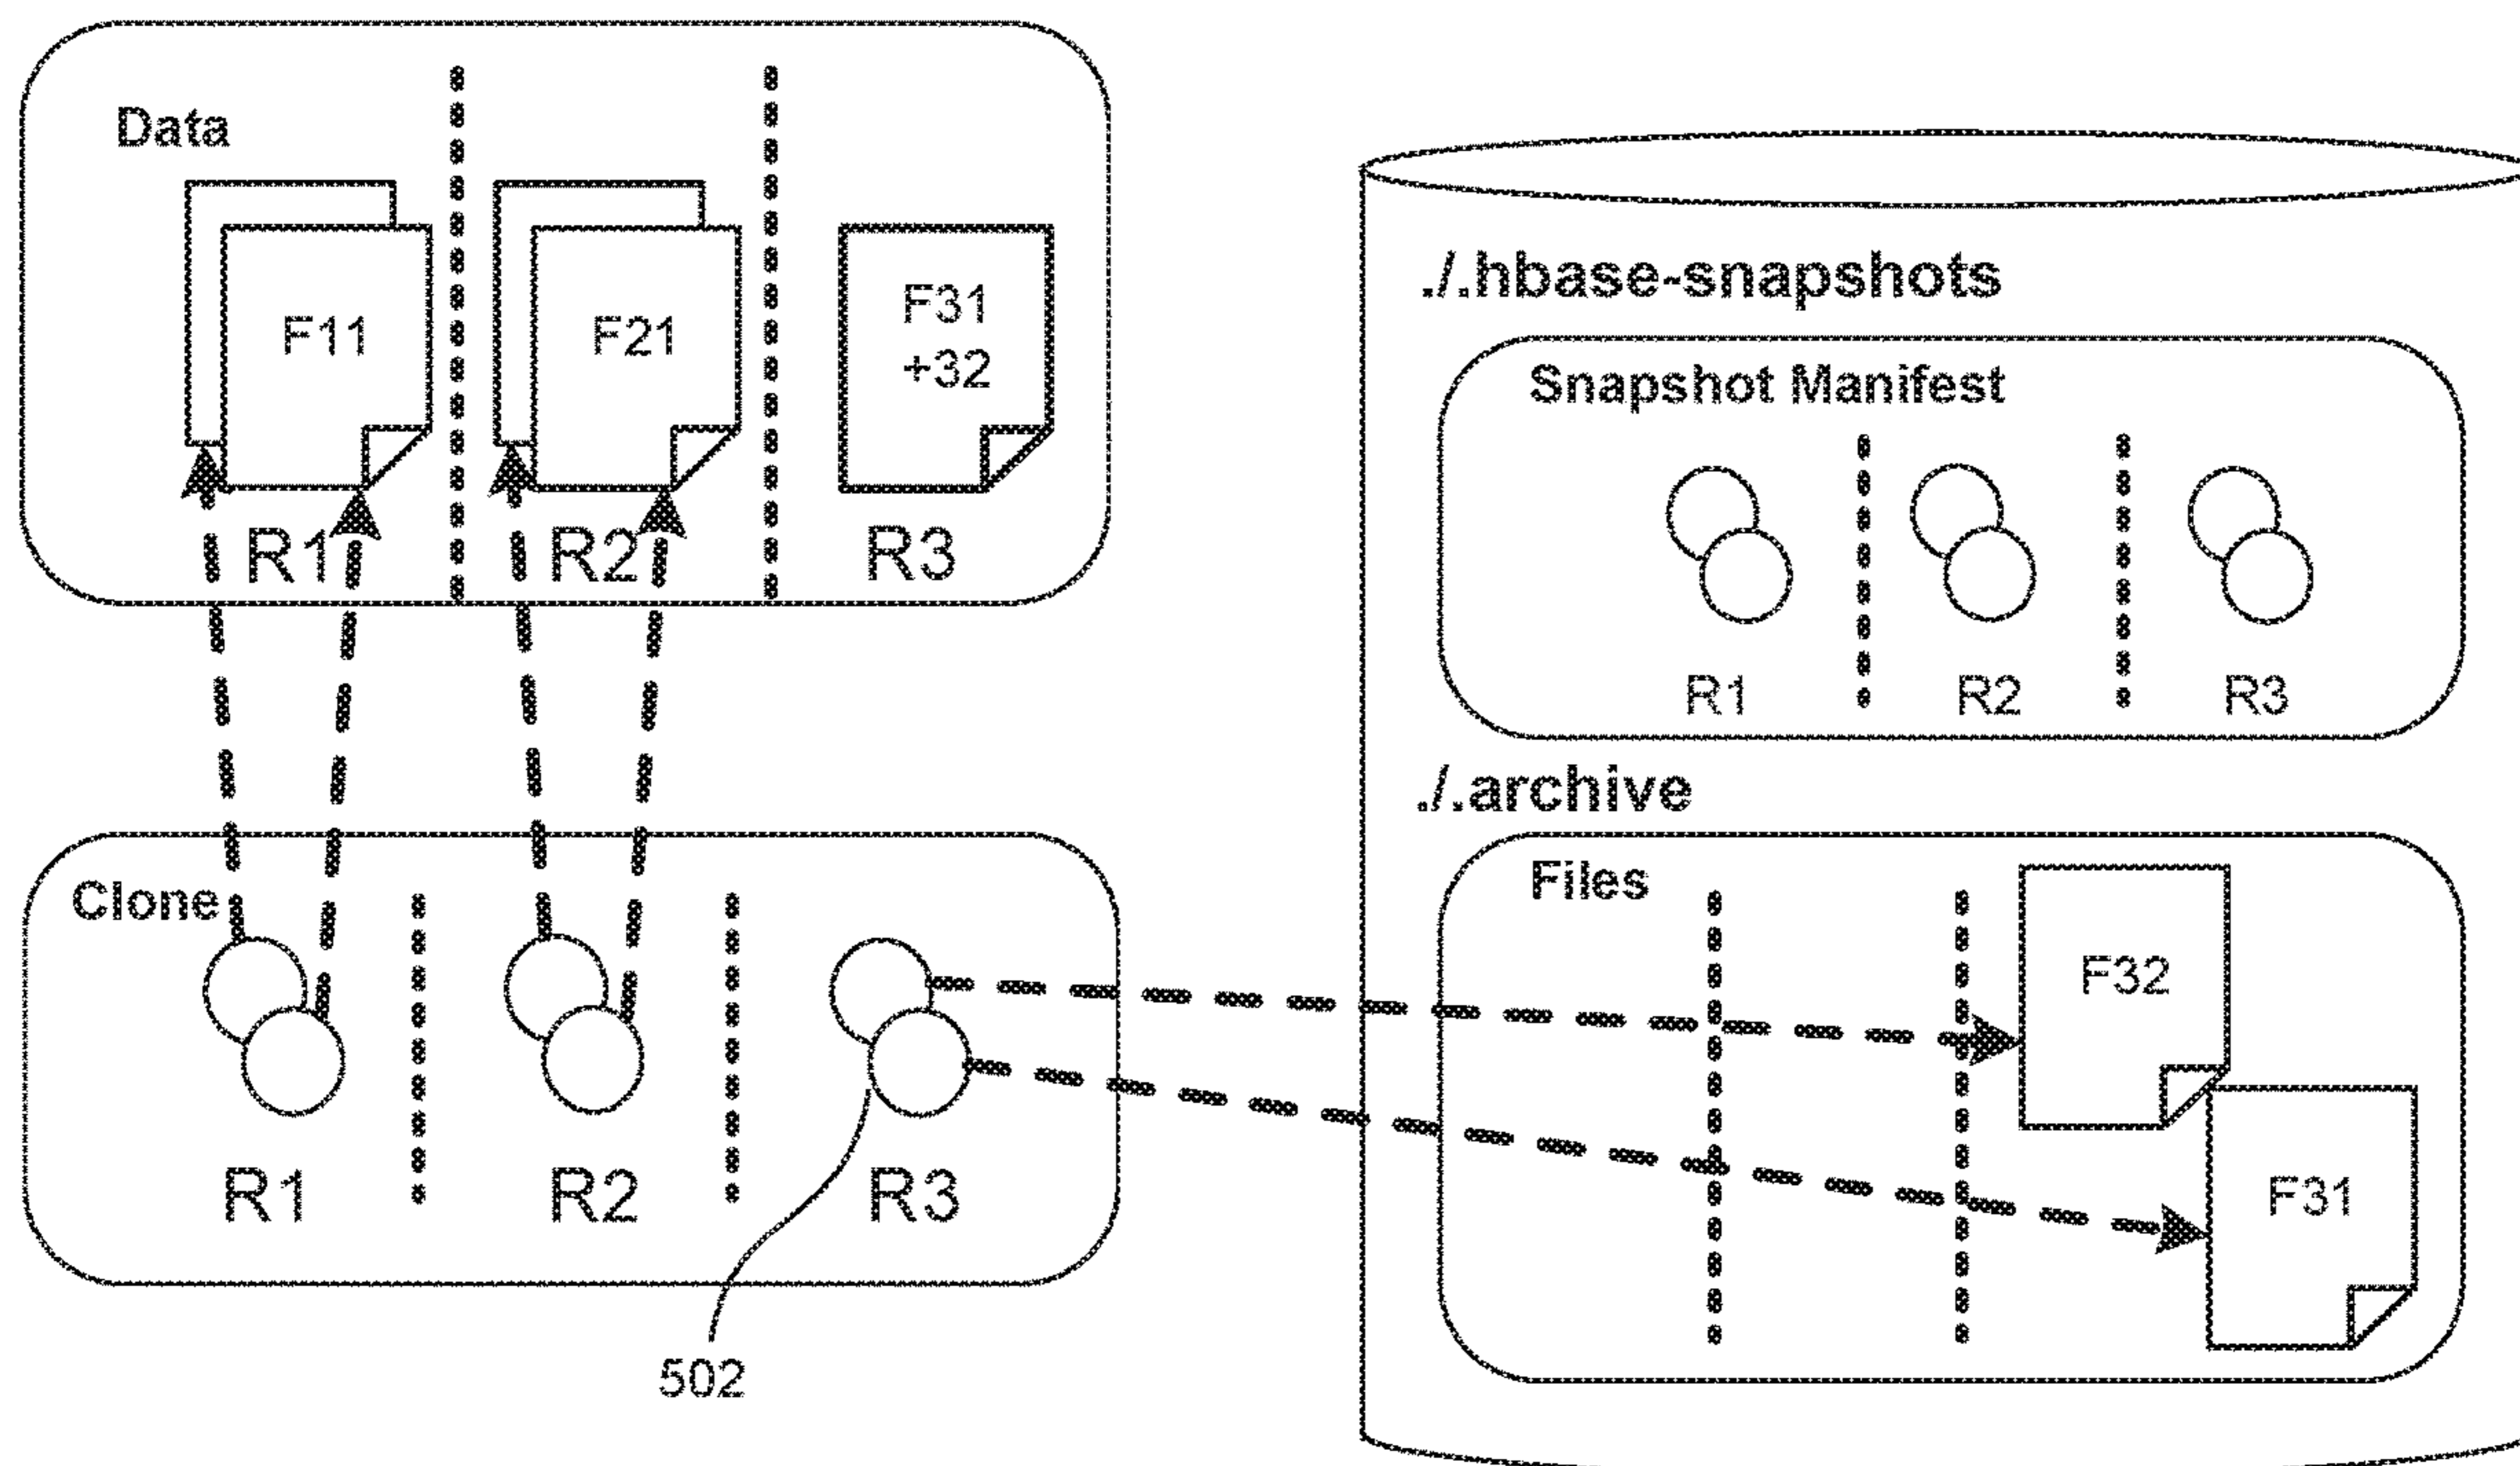 Data
F11
F21
F31
+32
R1
R2
R3
./.hbase-snapshots
Snapshot Manifest
R1
R2
R3
./.archive
Files
F32
F31
Clone
R1
R2
R3
502